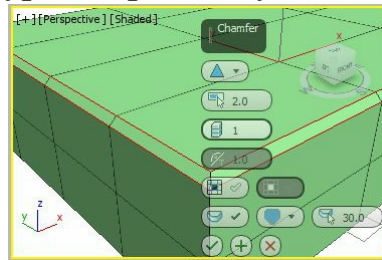 [+] [Perspective] [Shaded]
Chamfer
2.0
1
1.0
30.0
x
z
y
x